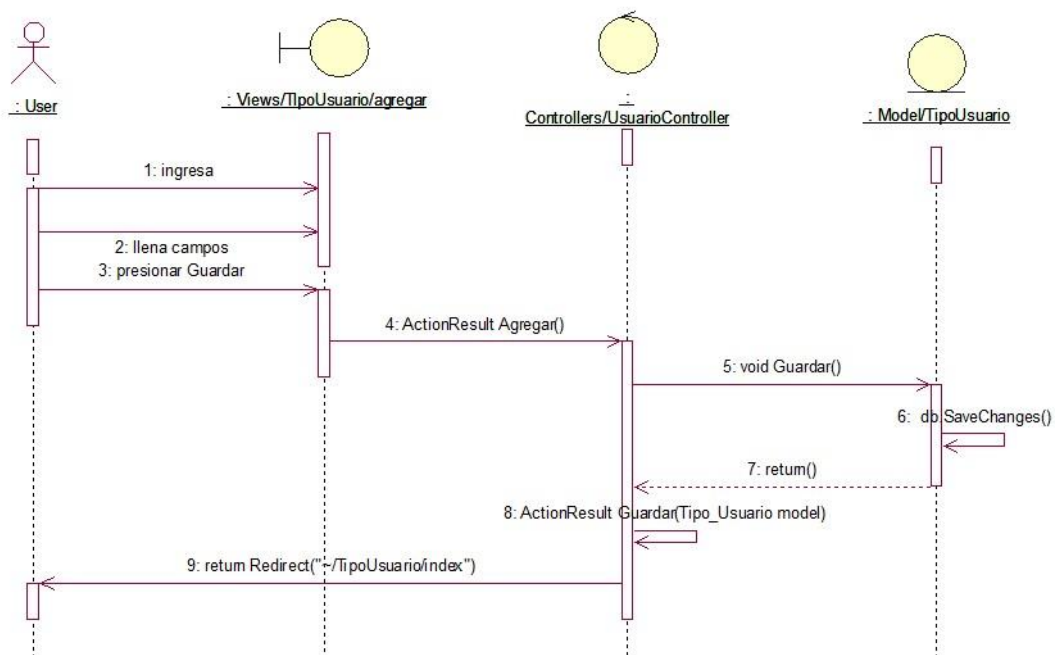 : User
: Views/TIpoUsuario/agregar
:
Controllers/UsuarioController
: Model/TipoUsuario
1: ingresa
2: llena campos
3: presionar Guardar
4: ActionResult Agregar()
5: void Guardar()
6: db.SaveChanges()
7: return()
8: ActionResult Guardar(Tipo_Usuario model)
9: return Redirect("~/TipoUsuario/index")